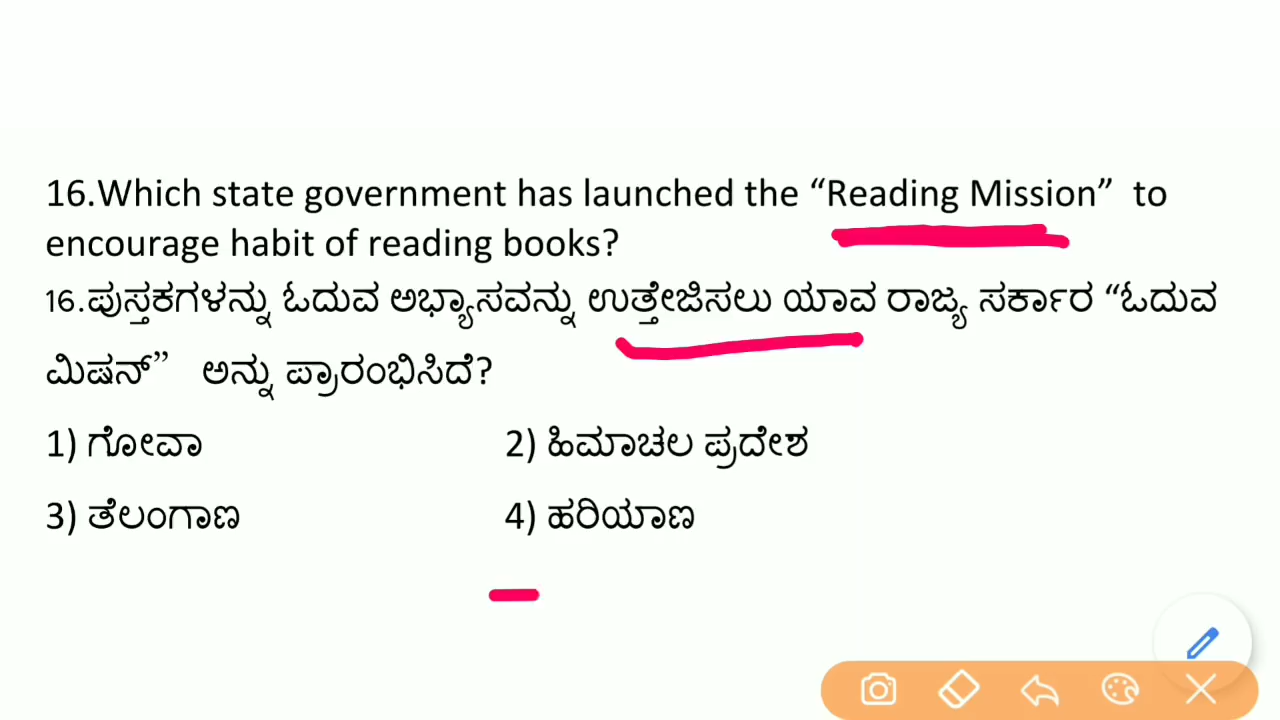 16.Which state government has launched the “Reading Mission” to
encourage habit of reading books?
16.ಪುಸ್ತಕಗಳನ್ನು ಓದುವ ಅಭ್ಯಾಸವನ್ನು ಉತ್ತೇಜಿಸಲು ಯಾವ ರಾಜ್ಯ ಸರ್ಕಾರ “ಓದುವ
ಮಿಷನ್” ಅನ್ನು ಪ್ರಾರಂಭಿಸಿದೆ?
1) ಗೋವಾ 2) ಹಿಮಾಚಲ ಪ್ರದೇಶ
3) ತೆಲಂಗಾಣ 4) ಹರಿಯಾಣ